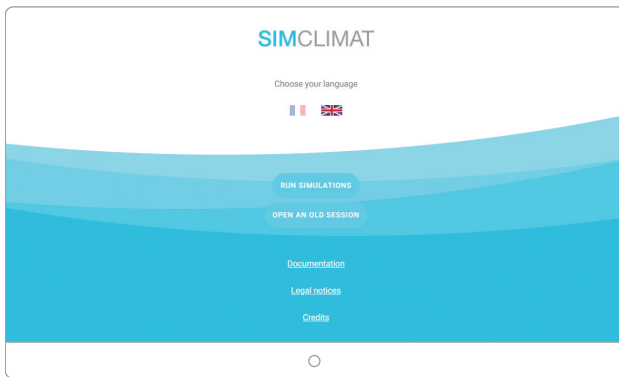 SIMCLIMAT
Choose your language
RUN SIMULATIONS
OPEN AN OLD SESSION
Documentation
Legal notices
Credits